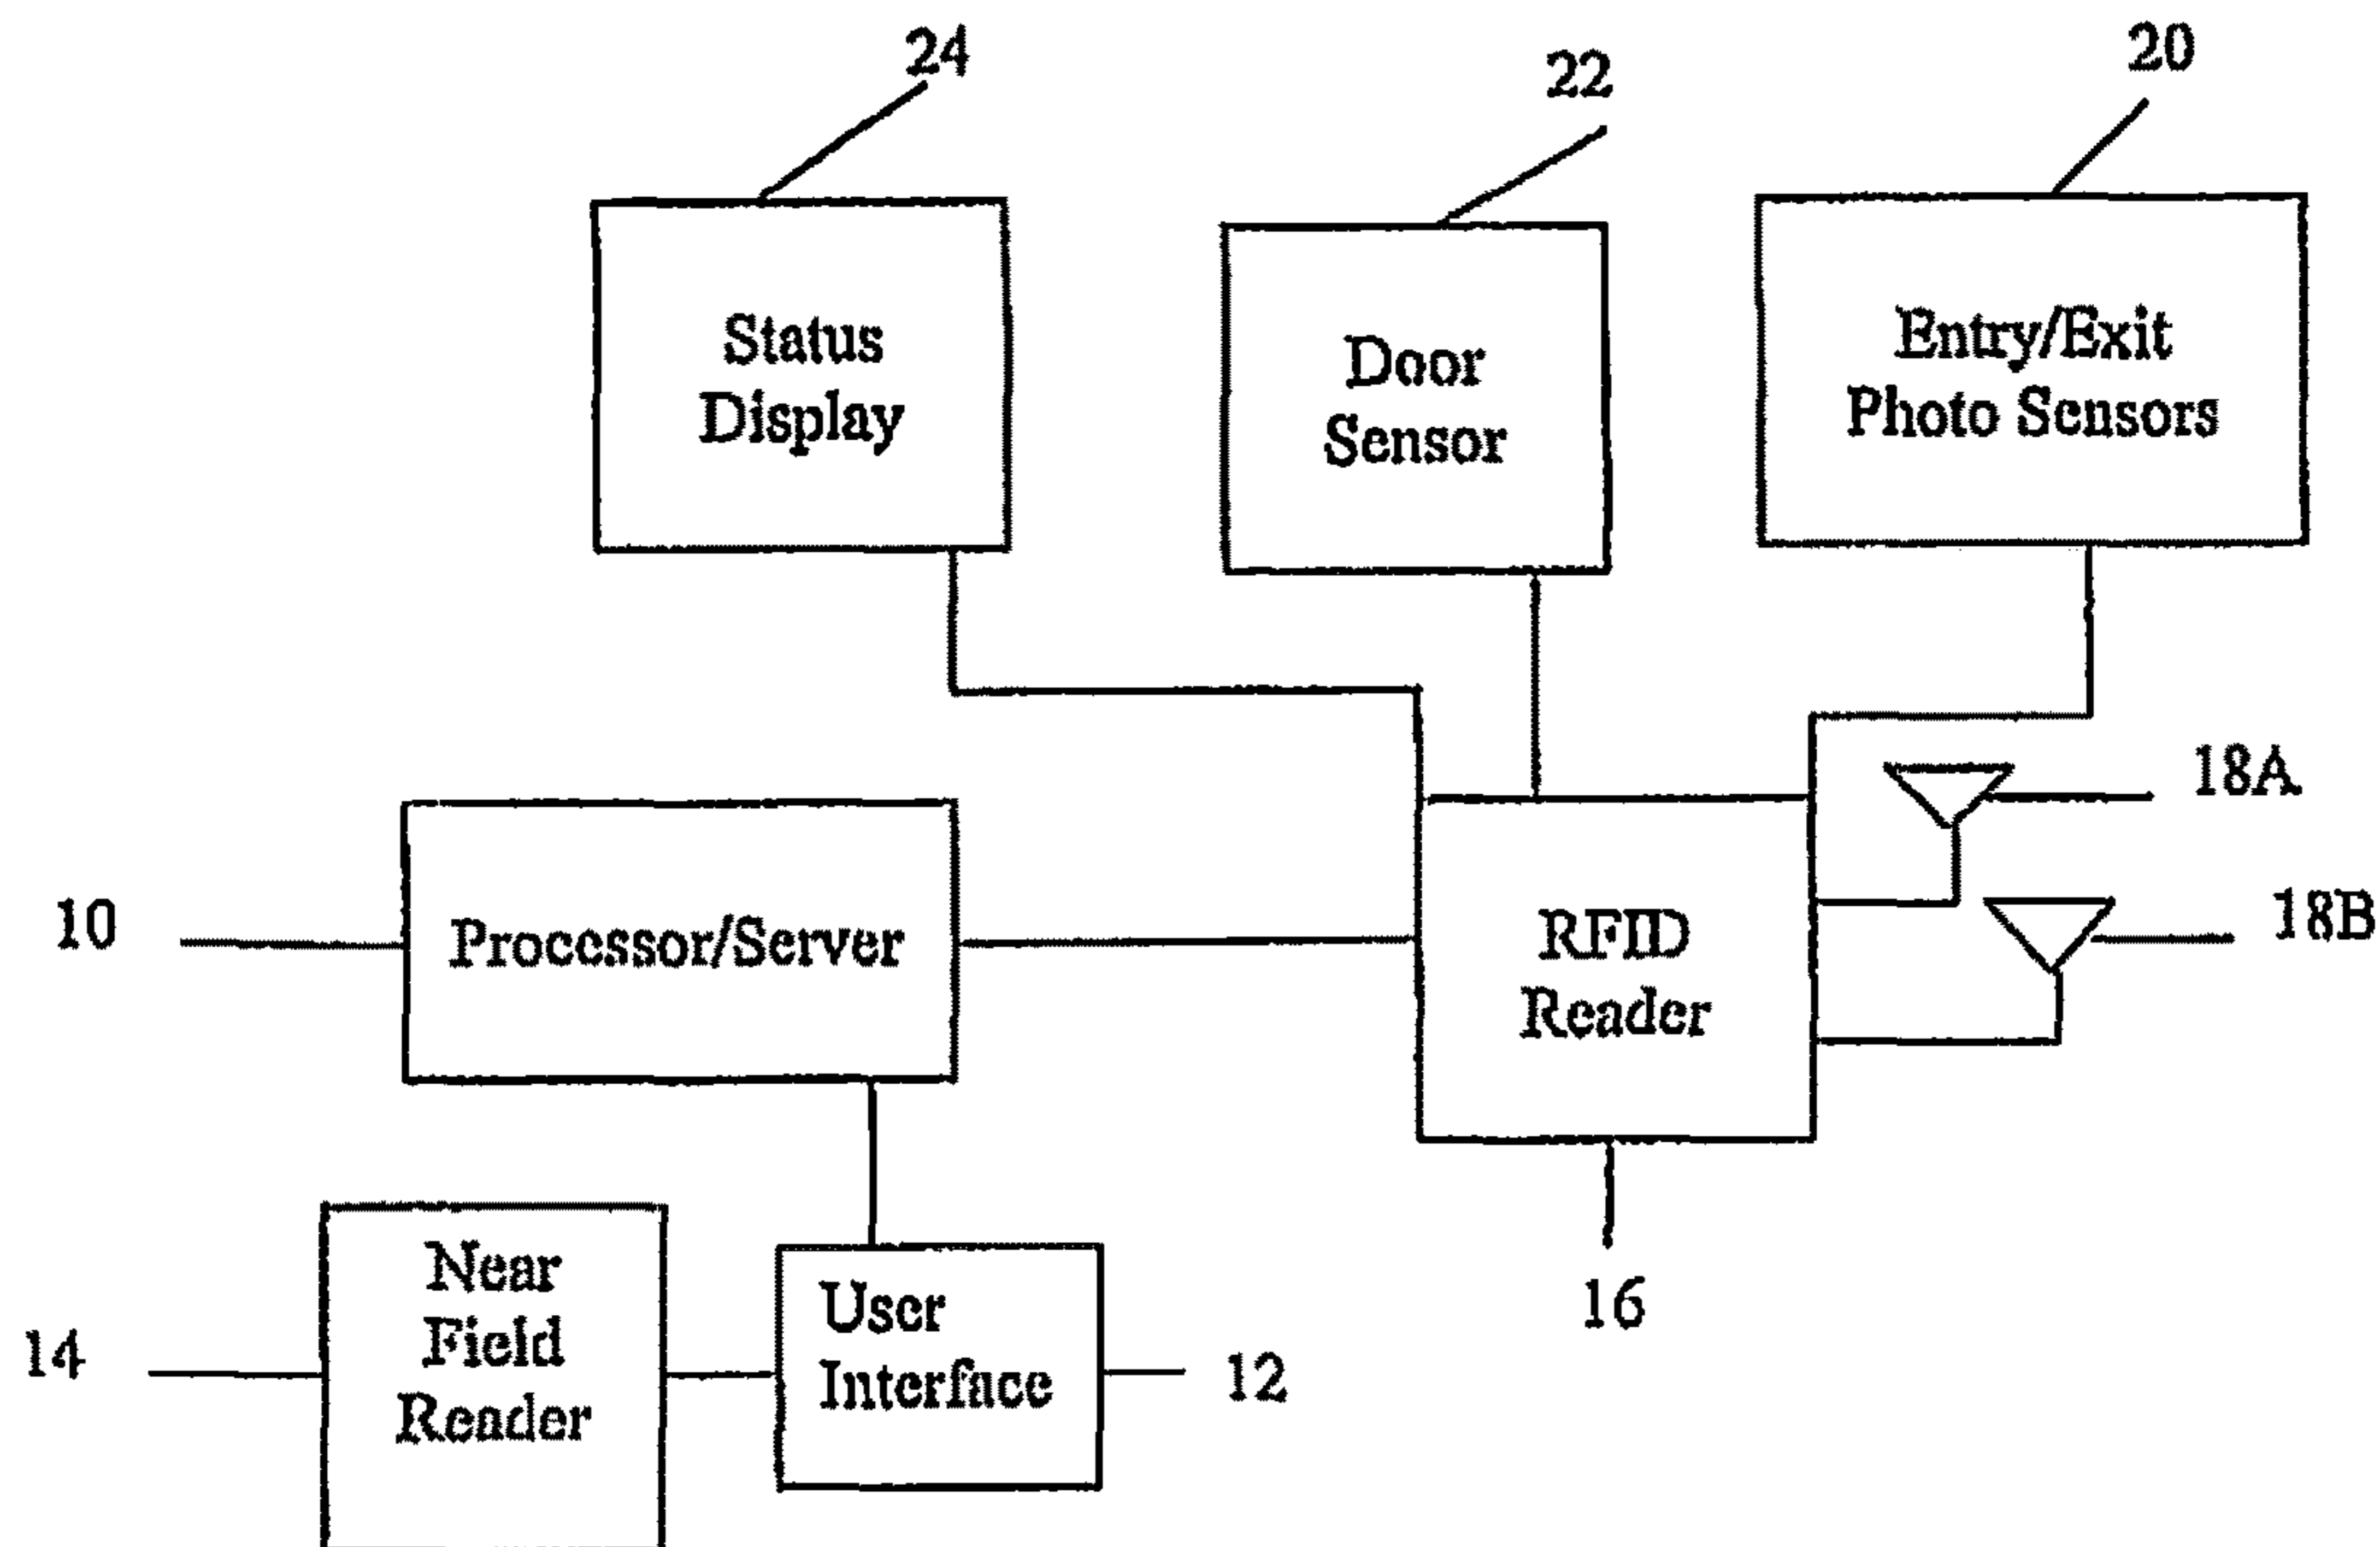 24
22
20
Status
Display
Door
Sensor
Entry/Exit
Photo Sensors
18A
18B
10
Processor/Server
RFID
Reader
16
14
Near
Field
Reader
User
Interface
12